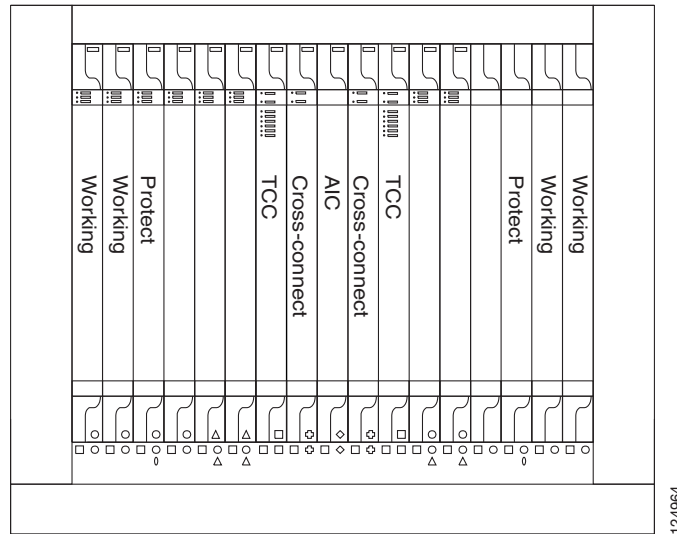 Working
Working
Protect
TCC
Cross-connect
AIC
Cross-connect
TCC
Protect
Working
Working
124964